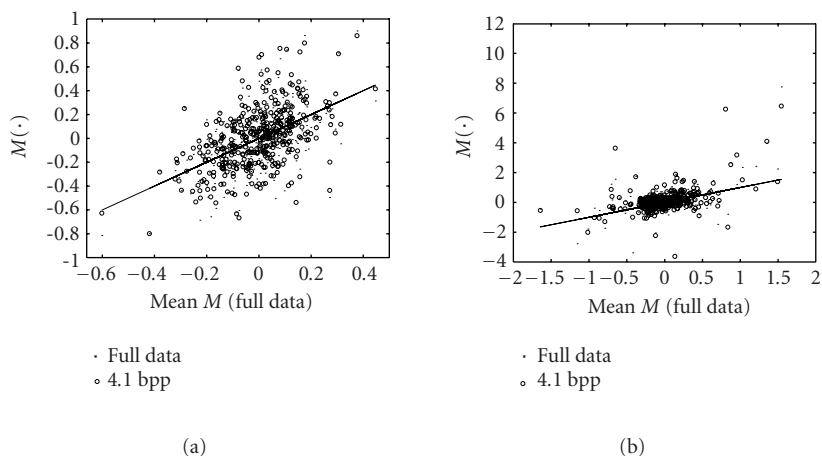 1
0.8
0.6
0.4
0.2
0
−0.2
−0.4
−0.6
−0.8
−1
M(·)
−0.6 −0.4 −0.2 0 0.2 0.4
Mean M (full data)
· Full data
○ 4.1 bpp
(a)
12
10
8
6
4
2
0
−2
−4
M(·)
−2 −1.5 −1 −0.5 0 0.5 1 1.5 2
Mean M (full data)
· Full data
○ 4.1 bpp
(b)